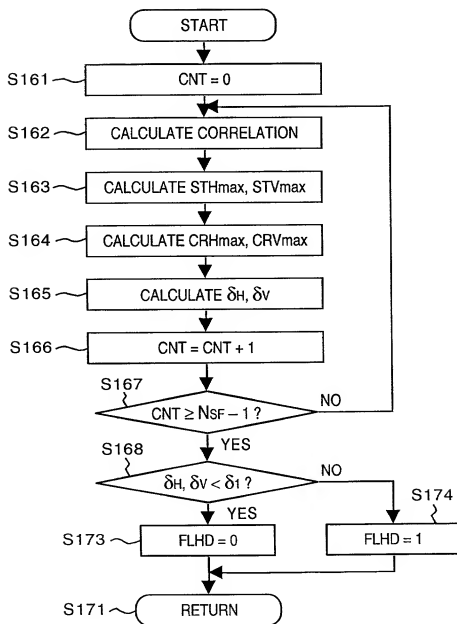 START
S161 CNT = 0
S162 CALCULATE CORRELATION
S163 CALCULATE STHmax, STVmax
S164 CALCULATE CRHmax, CRVmax
S165 CALCULATE δH, δV
S166 CNT = CNT + 1
S167
CNT ≥ NSF – 1 ? NO
YES
S168
δH, δV < δ1 ? NO
YES
S174
S173 FLHD = 0 FLHD = 1
S171 RETURN